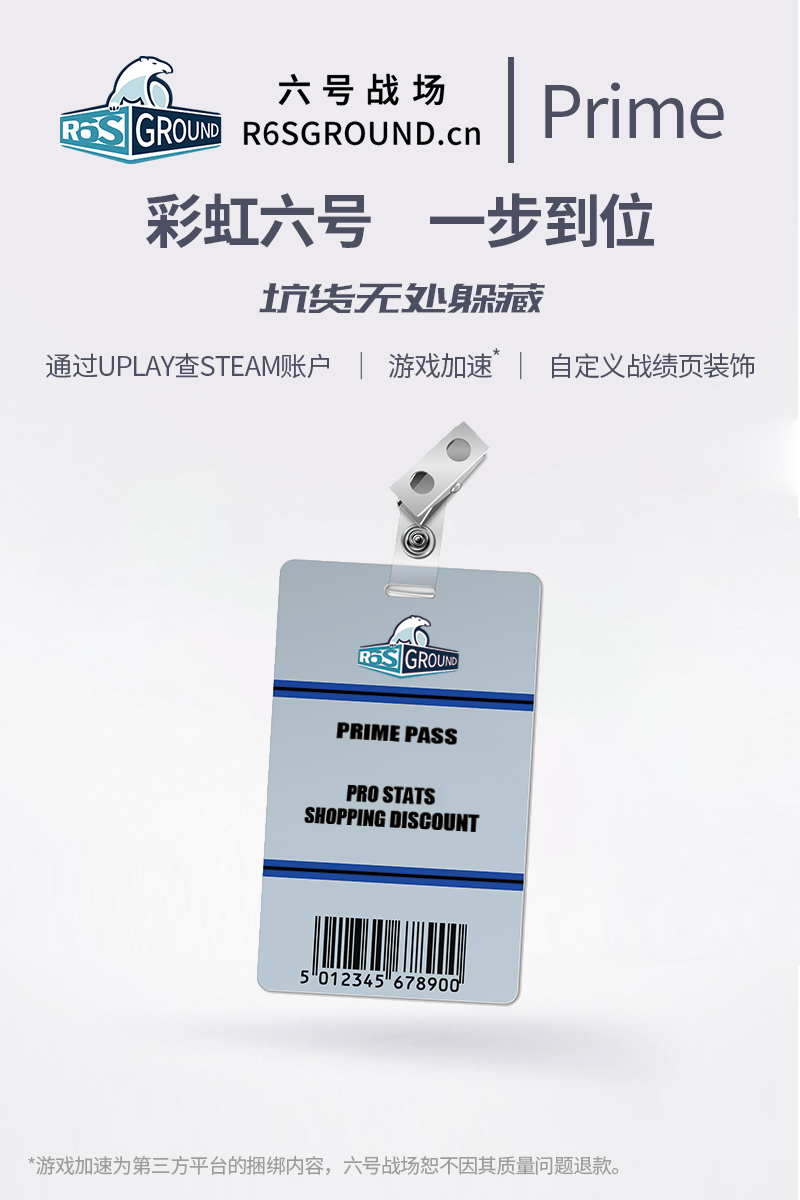 R6S GROUND
六号战场
R6SGROUND.cn
Prime
彩虹六号 一步到位
坑货无处躲藏
通过UPLAY查STEAM账户 | 游戏加速* | 自定义战绩页装饰
R6S GROUND
PRIME PASS
PRO STATS
SHOPPING DISCOUNT
5 012345 678900
*游戏加速为第三方平台的捆绑内容，六号战场恕不因其质量问题退款。